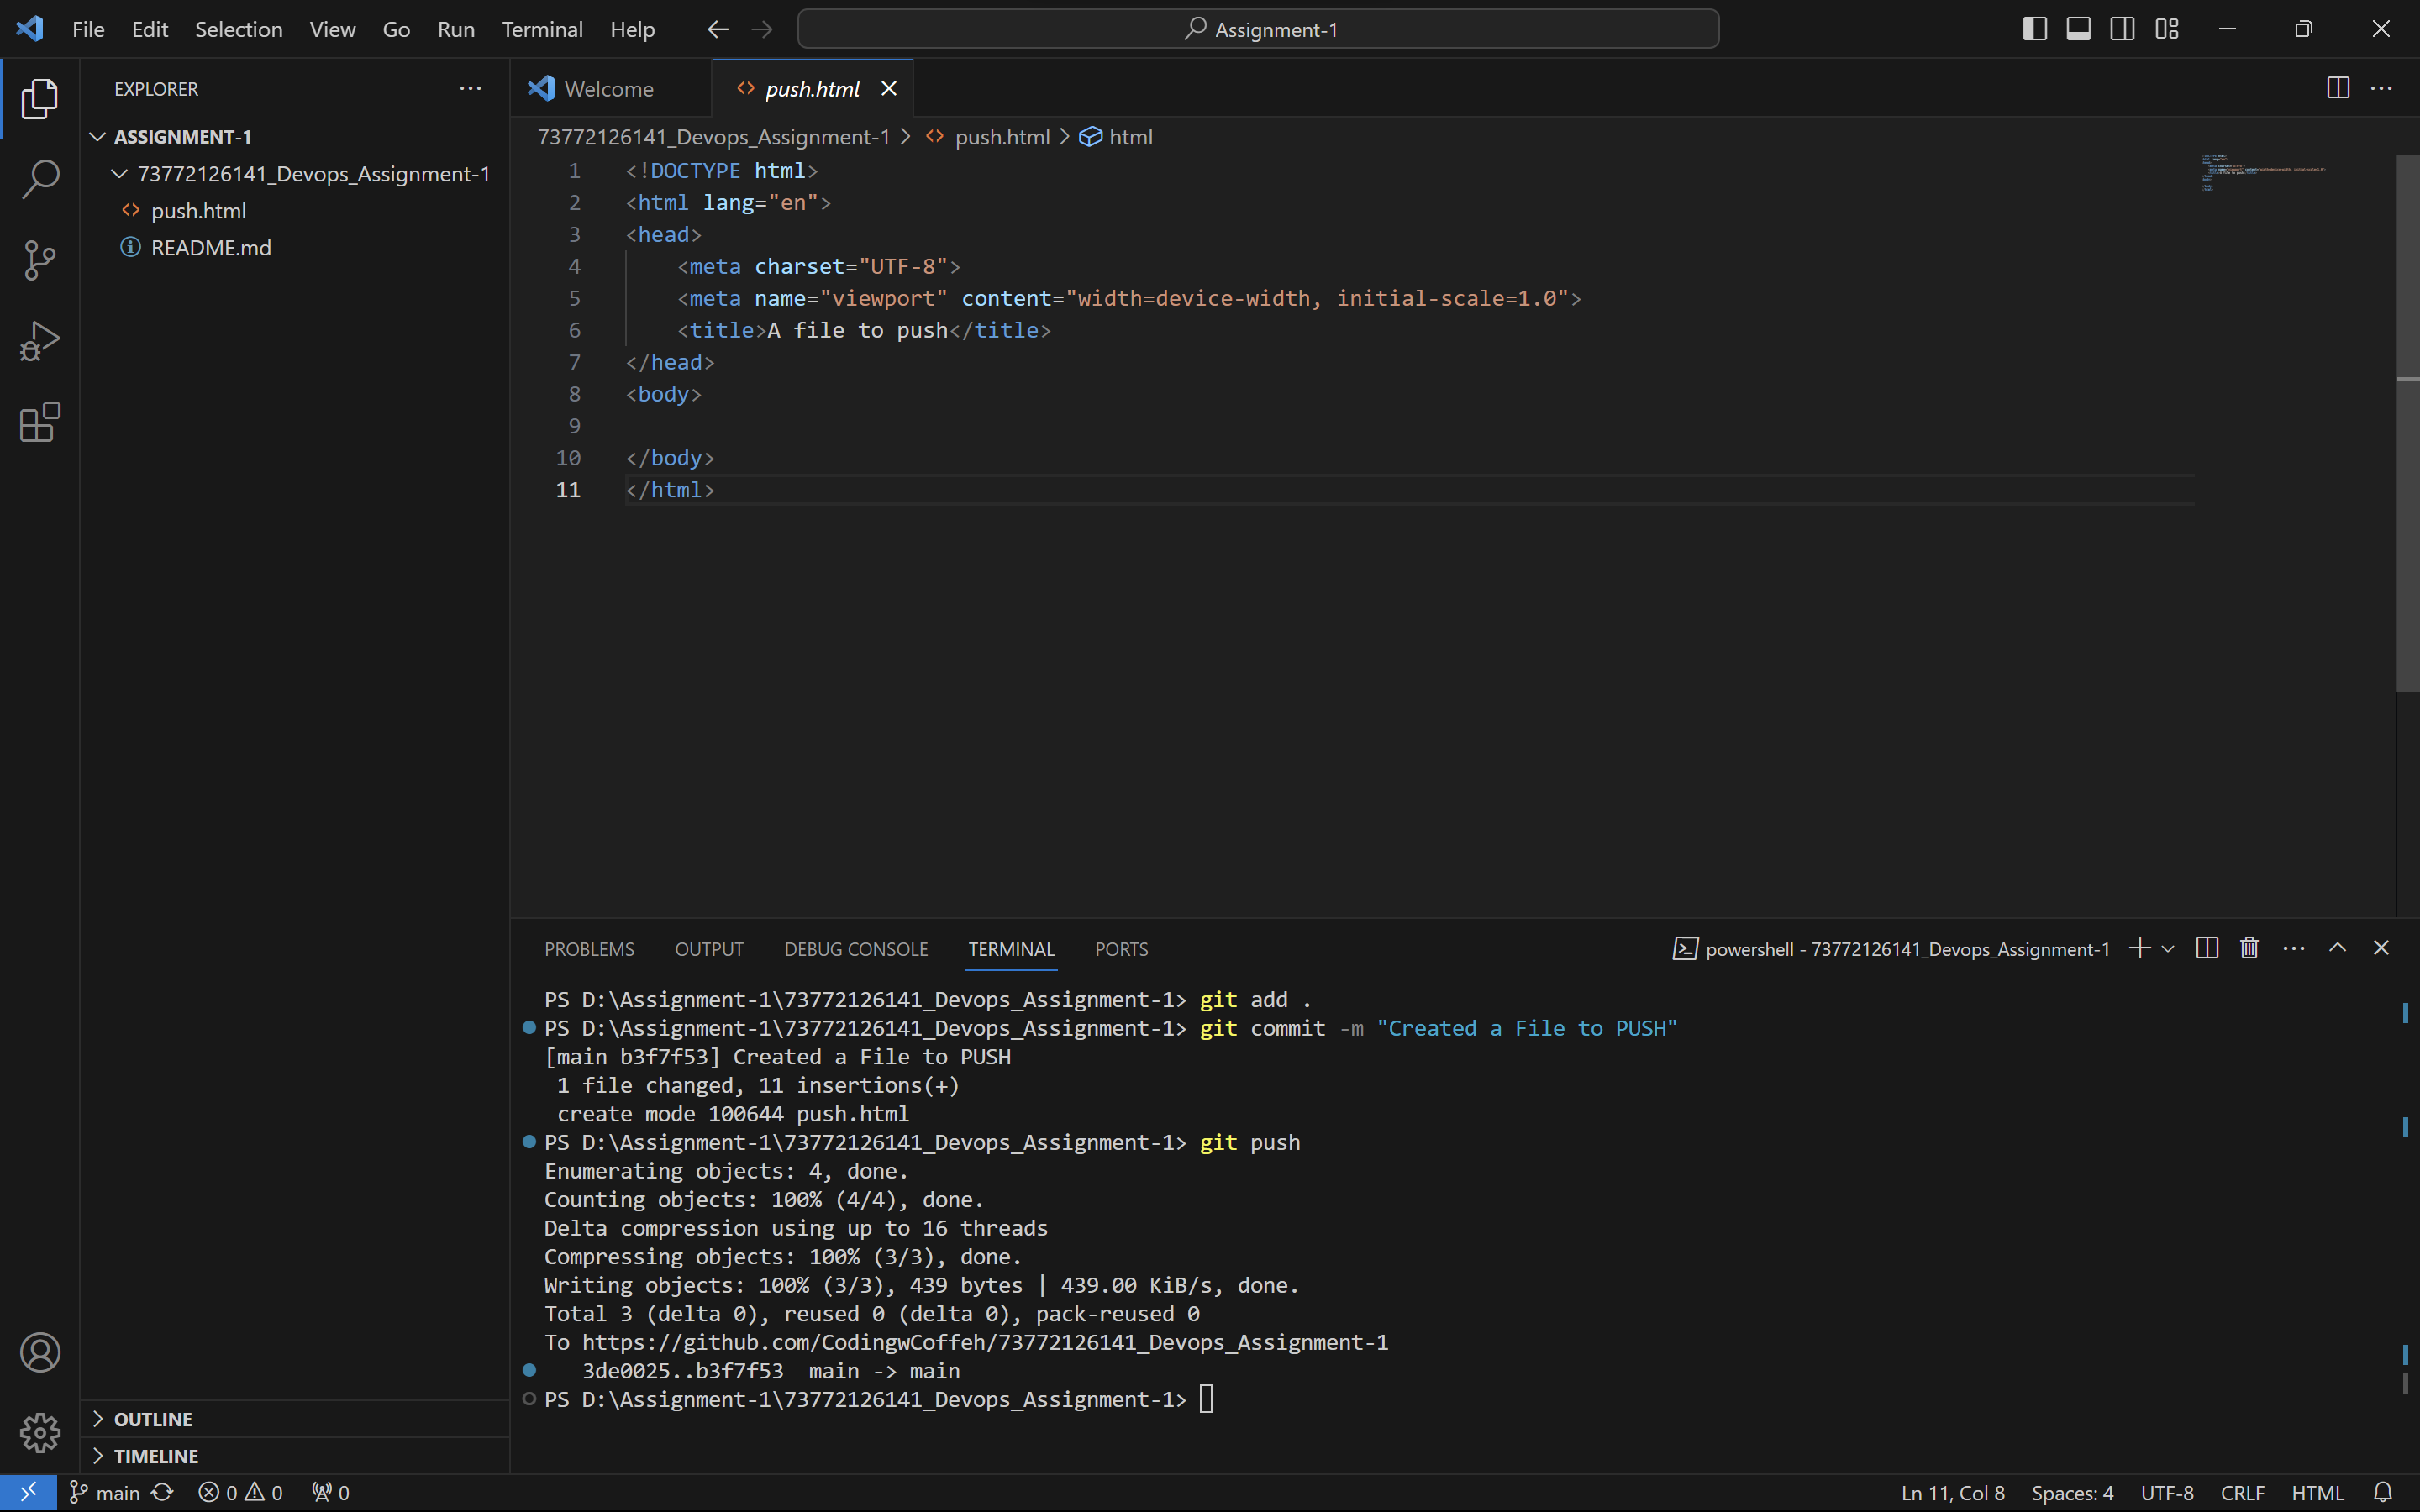 File Edit Selection View Go Run Terminal Help
Assignment-1
EXPLORER
ASSIGNMENT-1
73772126141_Devops_Assignment-1
push.html
README.md
OUTLINE
TIMELINE
Welcome
push.html
73772126141_Devops_Assignment-1 > push.html > html
1 <!DOCTYPE html>
2 <html lang="en">
3 <head>
4 <meta charset="UTF-8">
5 <meta name="viewport" content="width=device-width, initial-scale=1.0">
6 <title>A file to push</title>
7 </head>
8 <body>
9
10 </body>
11 </html>
PROBLEMS OUTPUT DEBUG CONSOLE TERMINAL PORTS
powershell - 73772126141_Devops_Assignment-1
PS D:\Assignment-1\73772126141_Devops_Assignment-1> git add .
PS D:\Assignment-1\73772126141_Devops_Assignment-1> git commit -m "Created a File to PUSH"
[main b3f7f53] Created a File to PUSH
1 file changed, 11 insertions(+)
create mode 100644 push.html
PS D:\Assignment-1\73772126141_Devops_Assignment-1> git push
Enumerating objects: 4, done.
Counting objects: 100% (4/4), done.
Delta compression using up to 16 threads
Compressing objects: 100% (3/3), done.
Writing objects: 100% (3/3), 439 bytes | 439.00 KiB/s, done.
Total 3 (delta 0), reused 0 (delta 0), pack-reused 0
To https://github.com/CodingwCoffeh/73772126141_Devops_Assignment-1
3de0025..b3f7f53  main -> main
PS D:\Assignment-1\73772126141_Devops_Assignment-1>
main 0 0 0 Ln 11, Col 8 Spaces: 4 UTF-8 CRLF HTML